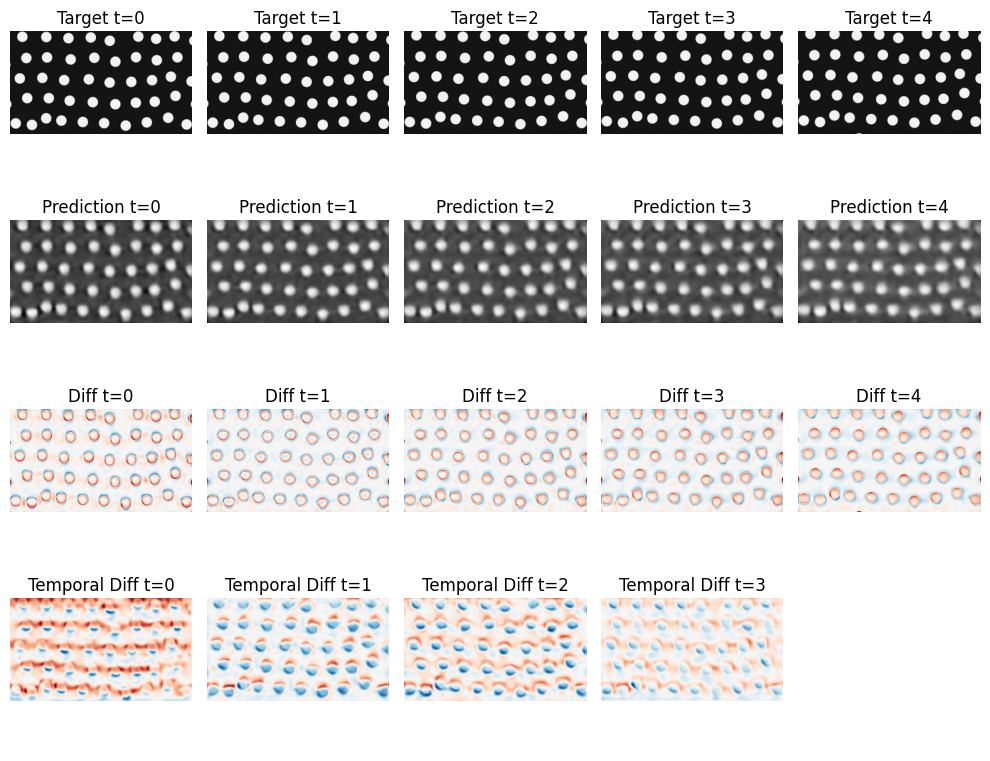 Target t=0 Target t=1 Target t=2 Target t=3 Target t=4
Prediction t=0 Prediction t=1 Prediction t=2 Prediction t=3 Prediction t=4
Diff t=0 Diff t=1 Diff t=2 Diff t=3 Diff t=4
Temporal Diff t=0 Temporal Diff t=1 Temporal Diff t=2 Temporal Diff t=3